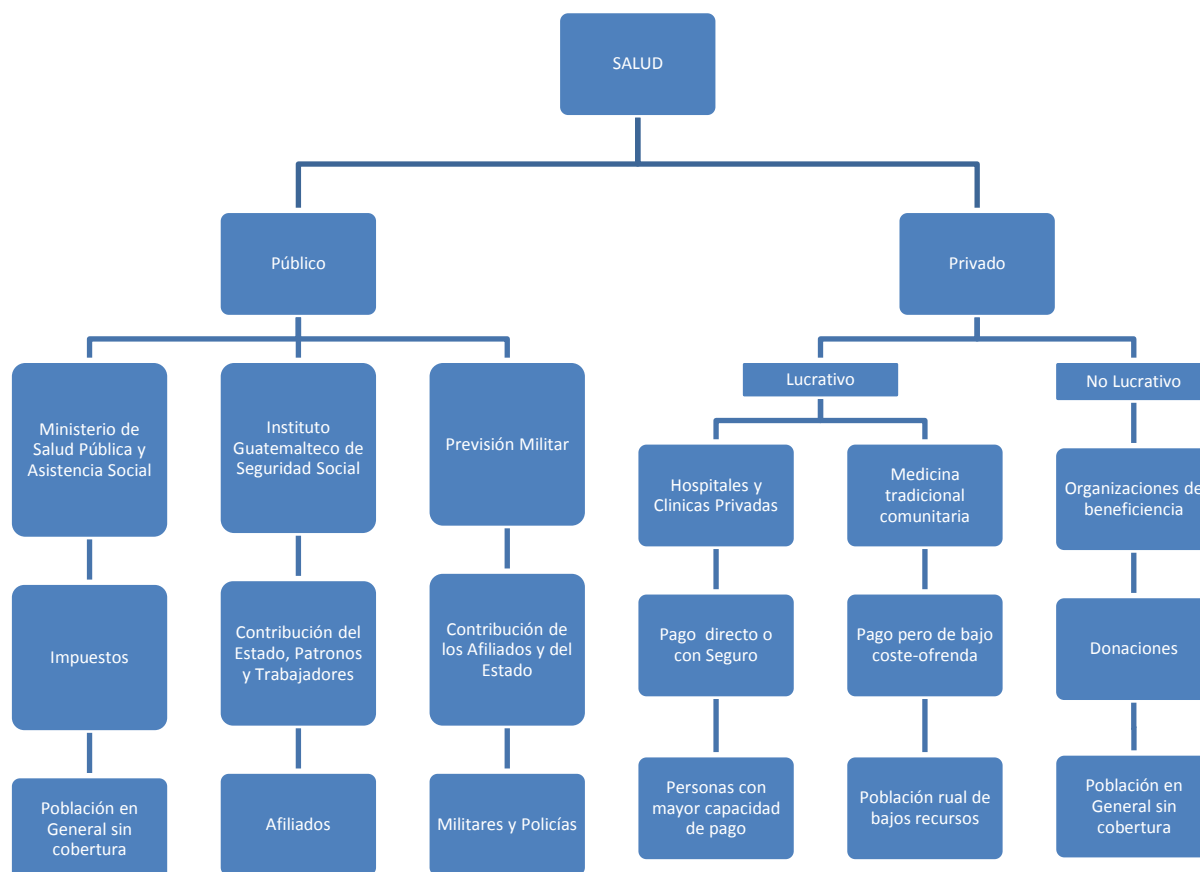 SALUD
Público
Privado
Lucrativo
No Lucrativo
Ministerio de
Salud Pública y
Asistencia Social
Instituto
Guatemalteco de
Seguridad Social
Previsión Militar
Hospitales y
Clinicas Privadas
Medicina
tradicional
comunitaria
Organizaciones de
beneficiencia
Impuestos
Contribución del
Estado, Patronos
y Trabajadores
Contribución de
los Afiliados y del
Estado
Pago directo o
con Seguro
Pago pero de bajo
coste-ofrenda
Donaciones
Población en
General sin
cobertura
Afiliados
Militares y Policías
Personas con
mayor capacidad
de pago
Población rual de
bajos recursos
Población en
General sin
cobertura